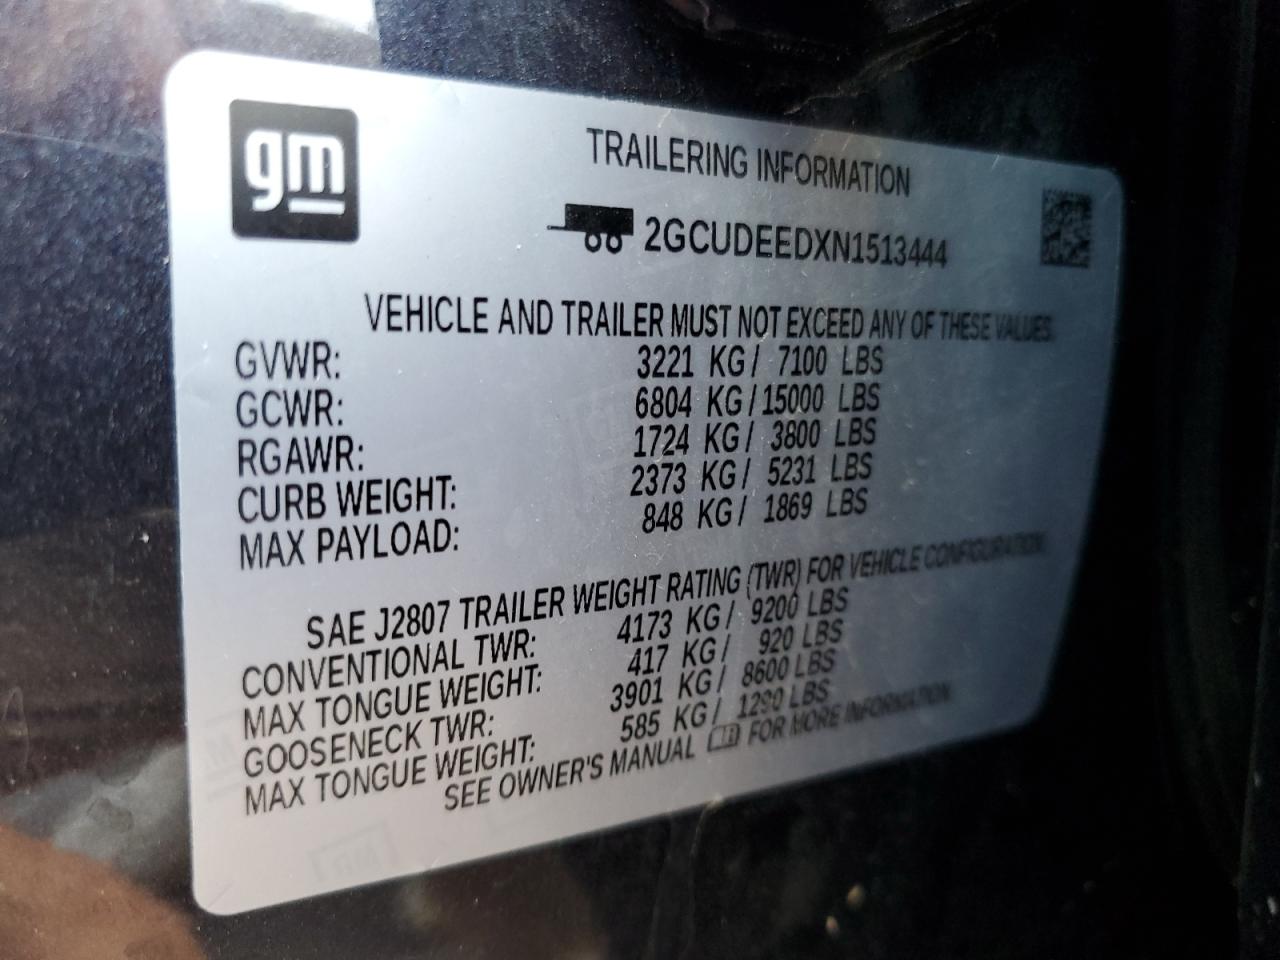 gm
TRAILERING INFORMATION
2GCUDEEDXN1513444
VEHICLE AND TRAILER MUST NOT EXCEED ANY OF THESE VALUES.
GVWR: 3221 KG/ 7100 LBS
GCWR: 6804 KG/15000 LBS
RGAWR: 1724 KG/ 3800 LBS
CURB WEIGHT: 2373 KG/ 5231 LBS
MAX PAYLOAD: 848 KG/ 1869 LBS
SAE J2807 TRAILER WEIGHT RATING (TWR) FOR VEHICLE CONFIGURATION.
CONVENTIONAL TWR: 4173 KG/ 9200 LBS
MAX TONGUE WEIGHT: 417 KG/ 920 LBS
GOOSENECK TWR: 3901 KG/ 8600 LBS
MAX TONGUE WEIGHT: 585 KG/ 1290 LBS
SEE OWNER'S MANUAL FOR MORE INFORMATION